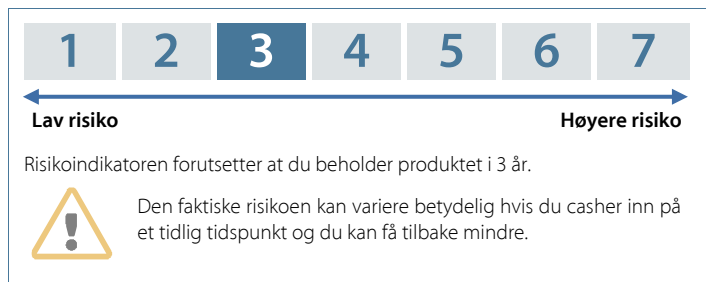 1 2 3 4 5 6 7
Lav risiko Høyere risiko
Risikoindikatoren forutsetter at du beholder produktet i 3 år.
Den faktiske risikoen kan variere betydelig hvis du casher inn på
et tidlig tidspunkt og du kan få tilbake mindre.